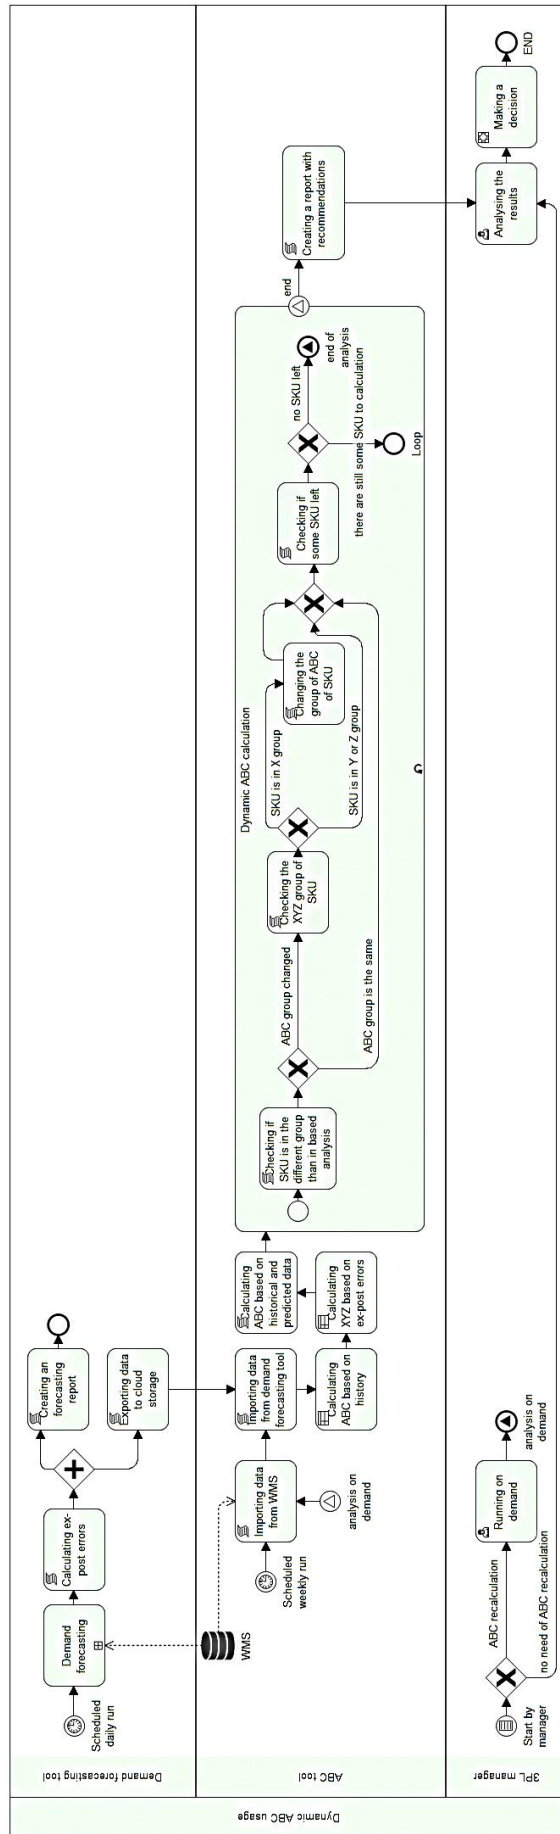 Dynamic ABC usage
Demand forecasting tool
Scheduled
daily run
Demand
forecasting
Calculating ex-
post errors
Creating an
forecasting
report
Exporting data
to cloud
storage
ABC tool
WMS
Scheduled
weekly run
analysis on
demand
Importing data
from WMS
Importing data
from demand
forecasting tool
Calculating
ABC based on
history
Calculating
XYZ based on
ex-post errors
Calculating
ABC based on
historical and
predicted data
Dynamic ABC calculation
Checking if
SKU is in the
different group
than in based
analysis
ABC group changed
ABC group is the same
Checking the
XYZ group of
SKU
SKU is in X group
SKU is in Y or Z group
Changing the
group of ABC
of SKU
Checking if
some SKU left
no SKU left
there are still some SKU to calculation
end of
analysis
Loop
end
Creating a report with
recommendations
3PL manager
Start by
manager
ABC recalculation
no need of ABC recalculation
Running on
demand
analysis on
demand
Analysing the
results
Making a
decision
END